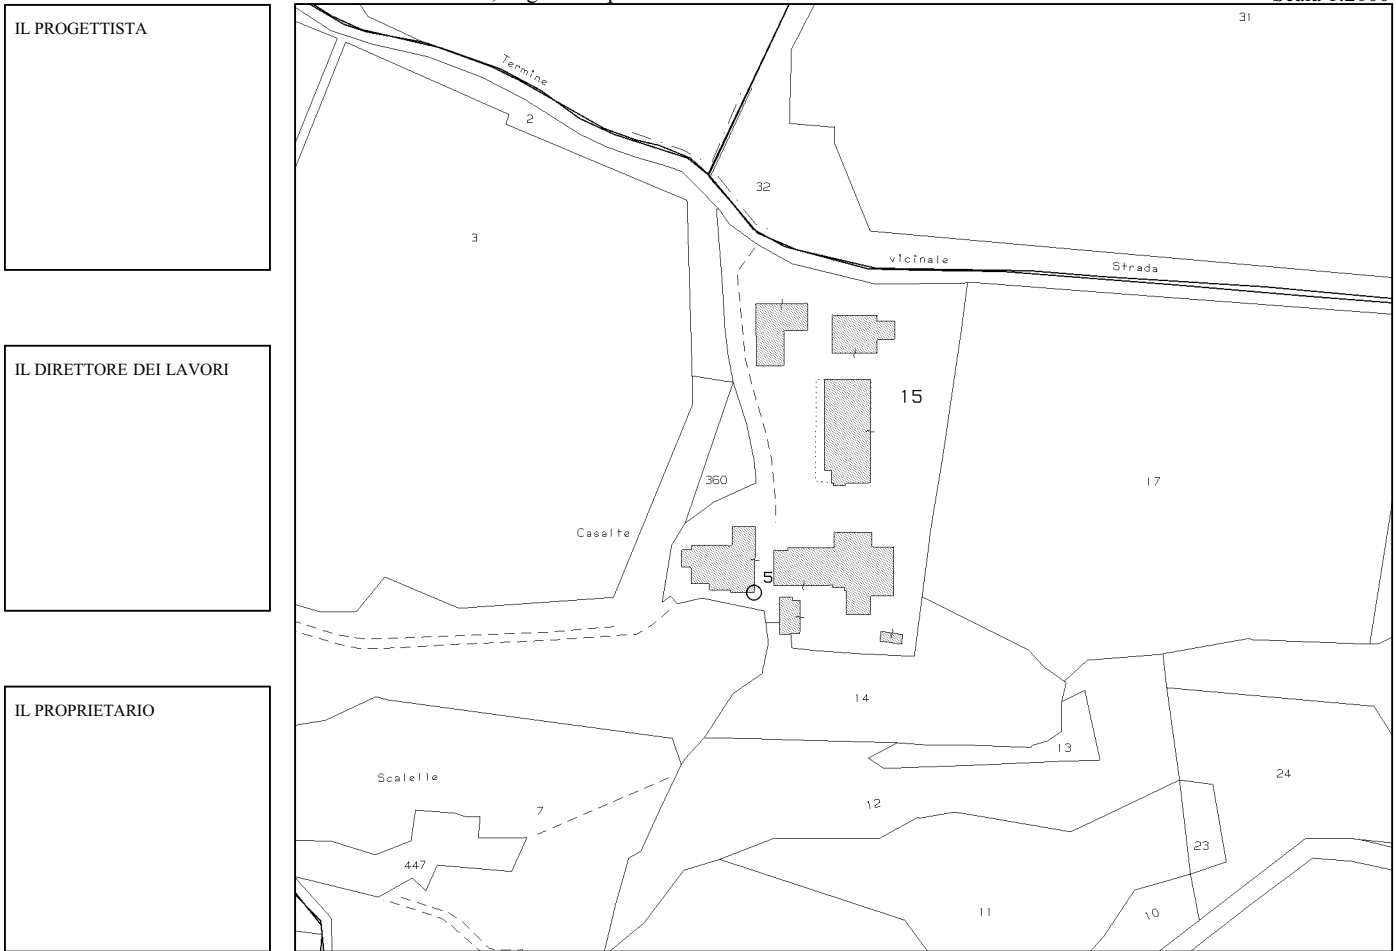 IL PROGETTISTA
IL DIRETTORE DEI LAVORI
IL PROPRIETARIO
31
Termine
2
32
3
vicinale
Strada
15
360
17
Casalte
5
14
13
Scalelle
7
12
24
447
23
11
10